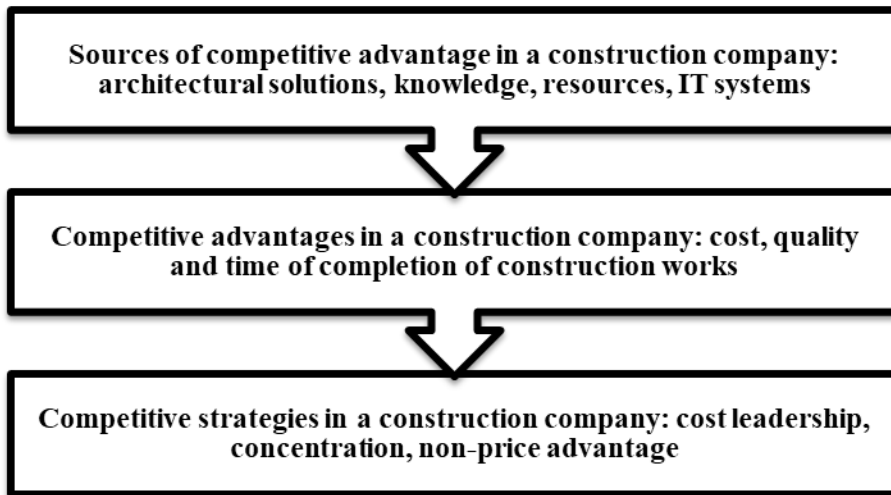 Sources of competitive advantage in a construction company:
architectural solutions, knowledge, resources, IT systems
Competitive advantages in a construction company: cost, quality
and time of completion of construction works
Competitive strategies in a construction company: cost leadership,
concentration, non-price advantage